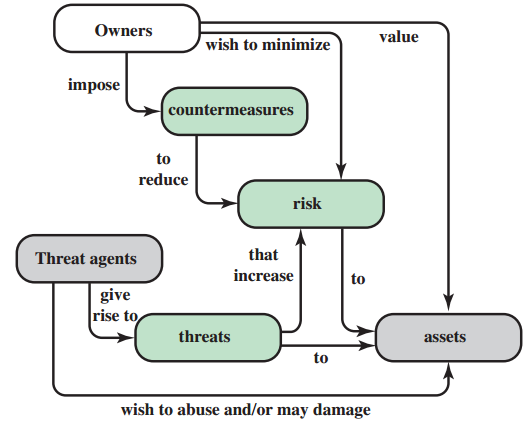 Owners
wish to minimize
value
impose
countermeasures
to
reduce
risk
Threat agents
that
increase
to
give
rise to
threats
assets
to
wish to abuse and/or may damage